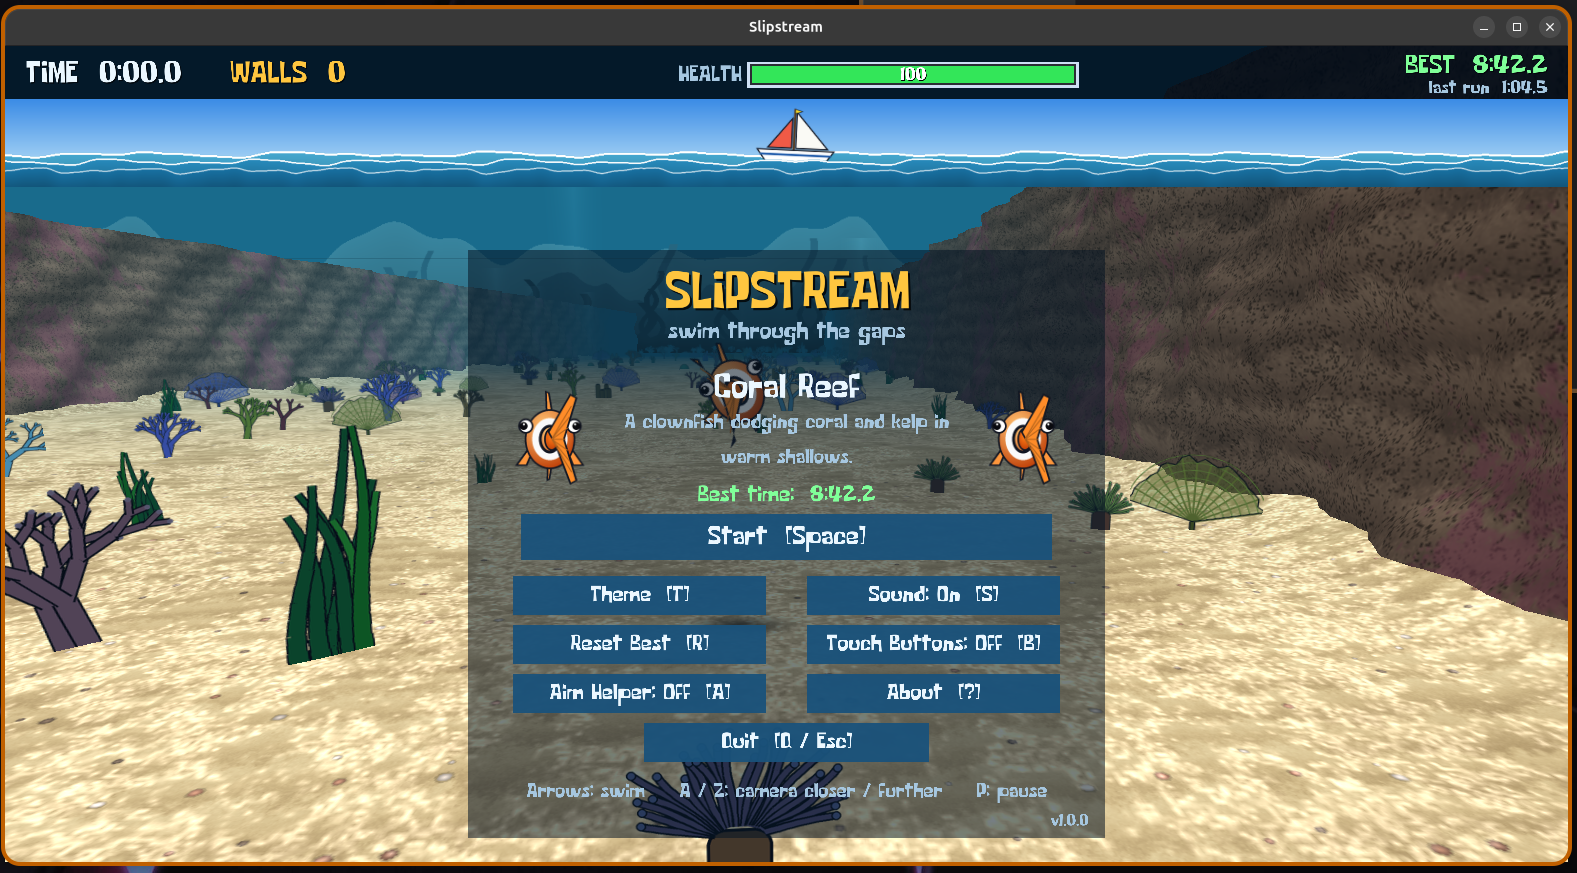 Slipstream
TIME 0:00.0 WALLS 0 HEALTH 100 BEST 8:42.2
last run 1:04.5
SLIPSTREAM
swim through the gaps
Coral Reef
A clownfish dodging coral and kelp in
warm shallows.
Best time: 8:42.2
Start [Space]
Theme [T] Sound: On [S]
Reset Best [R] Touch Buttons: Off [B]
Aim Helper: Off [A] About [?]
Quit [Q / Esc]
Arrows: swim A / Z: camera closer / further P: pause
v1.0.0